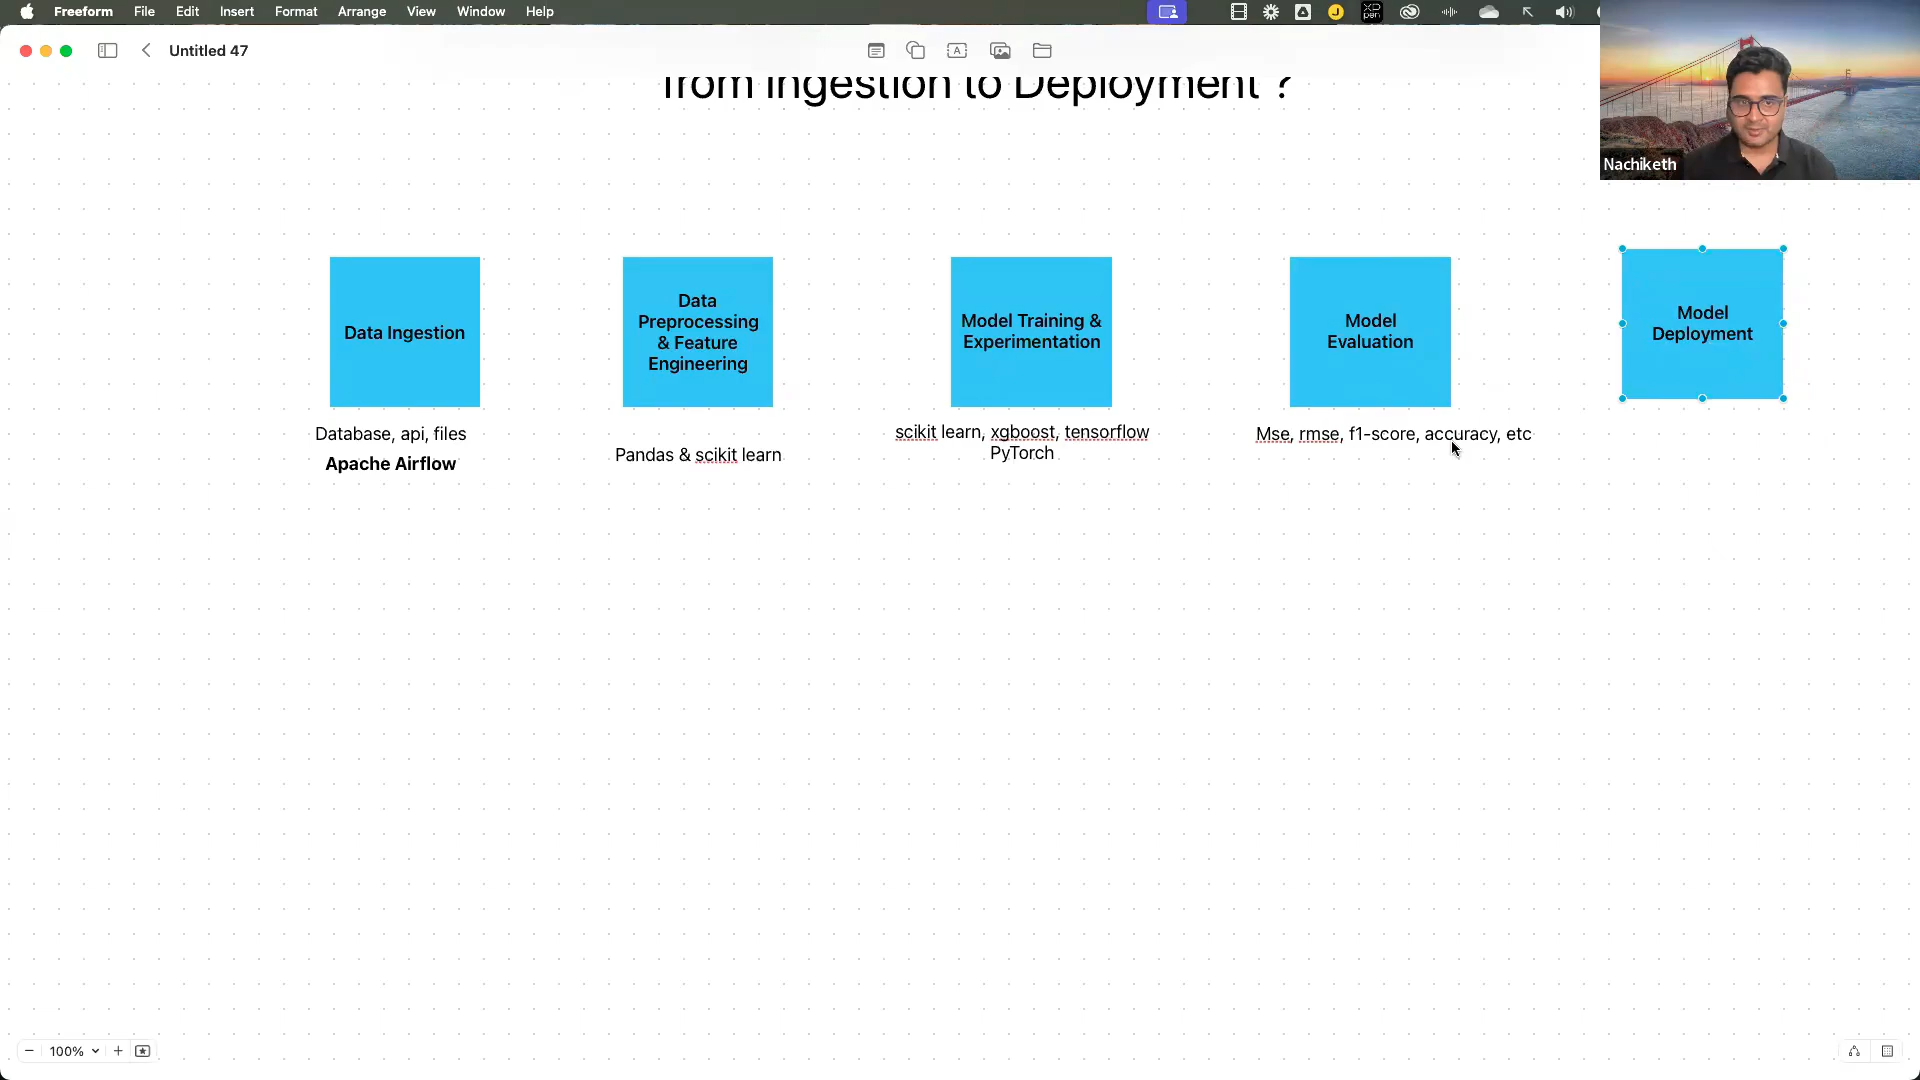 Freeform File Edit Insert Format Arrange View Window Help
Untitled 47
from Ingestion to Deployment ?
Nachiketh
Data Ingestion
Data
Preprocessing
& Feature
Engineering
Model Training &
Experimentation
Model
Evaluation
Model
Deployment
Database, api, files
Apache Airflow
Pandas & scikit learn
scikit learn, xgboost, tensorflow
PyTorch
Mse, rmse, f1-score, accuracy, etc
100%